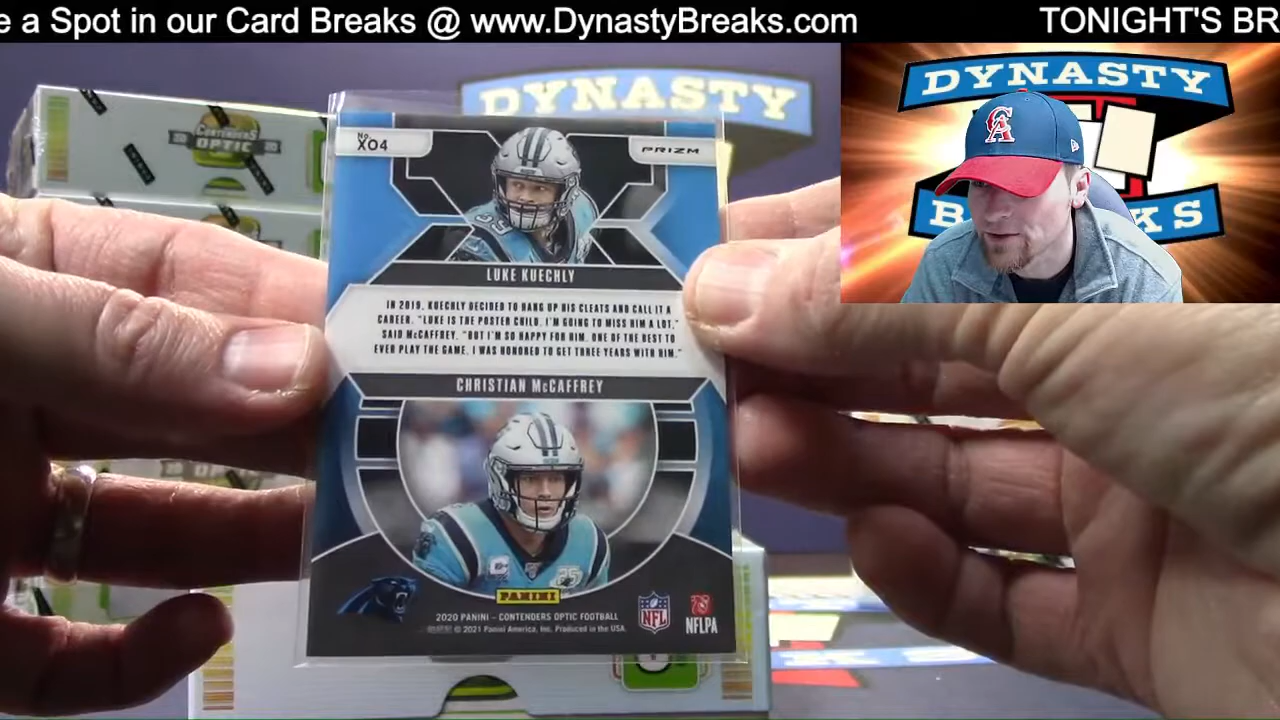 e a Spot in our Card Breaks @ www.DynastyBreaks.com TONIGHT'S BR
DYNASTY
DYNASTY
CONTENDERS
OPTIC
No.
XO4
PRIZM
LUKE KUECHLY
IN 2019, KUECHLY DECIDED TO HANG UP HIS CLEATS AND CALL IT A
CAREER. "LUKE IS THE POSTER CHILD. I'M GOING TO MISS HIM A LOT,"
SAID McCAFFREY. "BUT I'M SO HAPPY FOR HIM. ONE OF THE BEST TO
EVER PLAY THE GAME. I WAS HONORED TO GET THREE YEARS WITH HIM."
CHRISTIAN McCAFFREY
C
25
PANINI
2020 PANINI - CONTENDERS OPTIC FOOTBALL
© 2021 Panini America, Inc. Produced in the USA.
NFL
NFLPA
CA